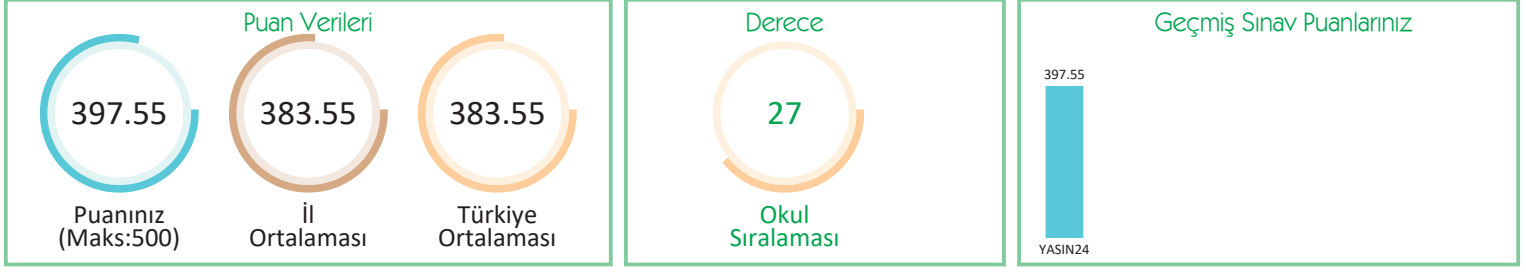 Puan Verileri
397.55
383.55
383.55
Puanınız
(Maks:500)
İl
Ortalaması
Türkiye
Ortalaması
Derece
27
Okul
Sıralaması
Geçmiş Sınav Puanlarınız
397.55
YASIN24